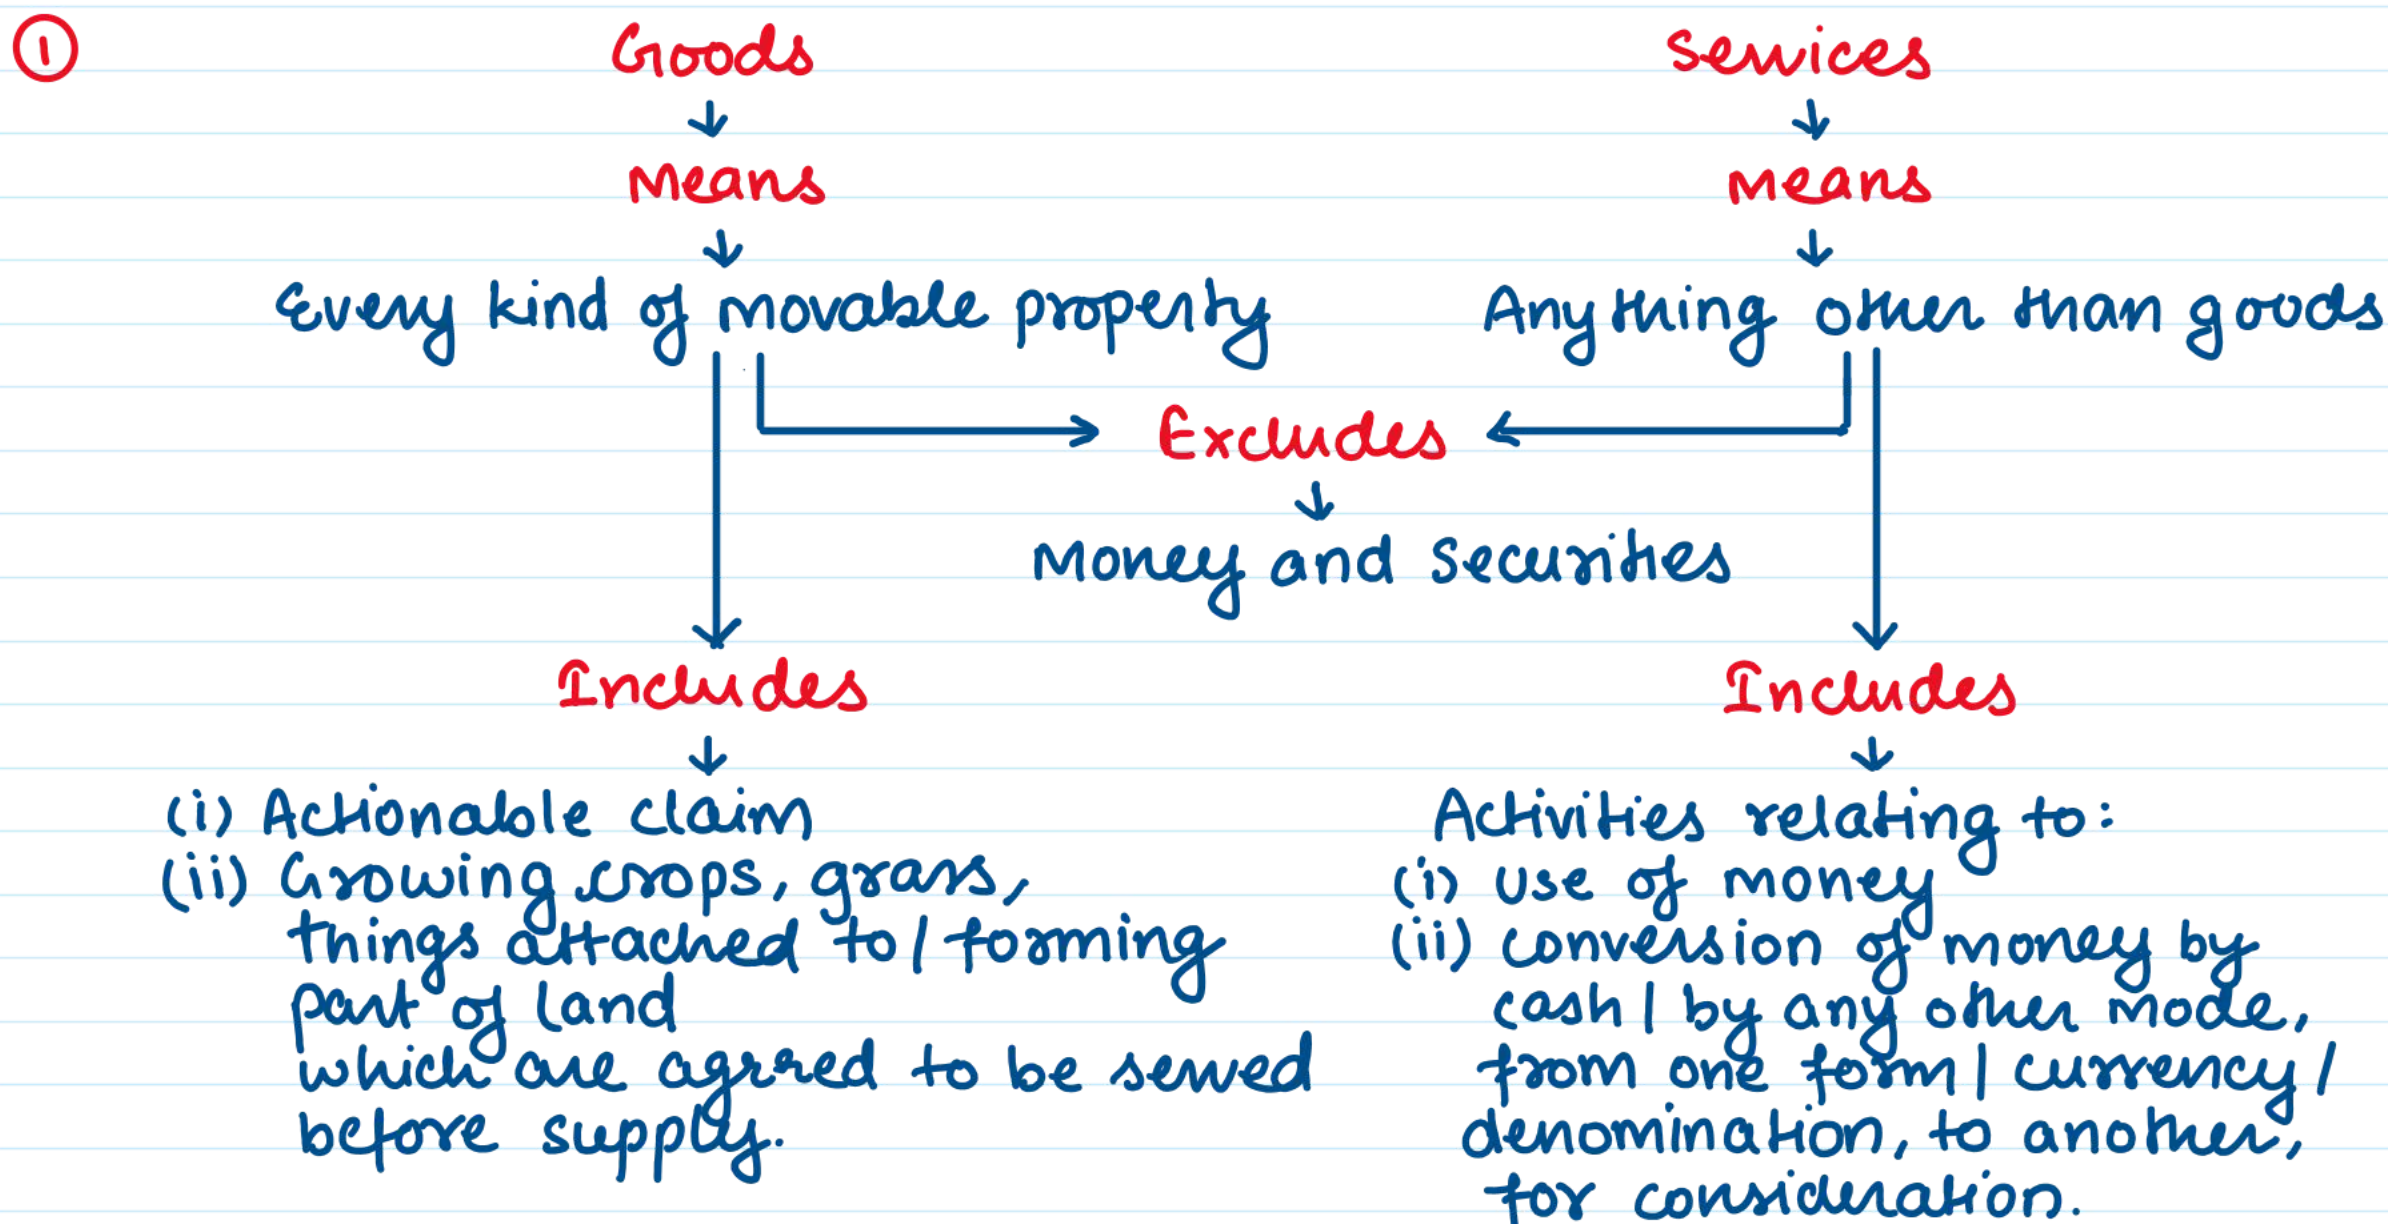 1
Goods
Means
Every kind of movable property
Services
Means
Anything other than goods
Excludes
Money and Securities
Includes
(i) Actionable claim
(ii) Growing crops, grass,
things attached to / forming
part of land
which are agreed to be served
before supply.
Includes
Activities relating to:
(i) Use of money
(ii) Conversion of money by
cash / by any other mode,
from one form / currency /
denomination, to another,
for consideration.